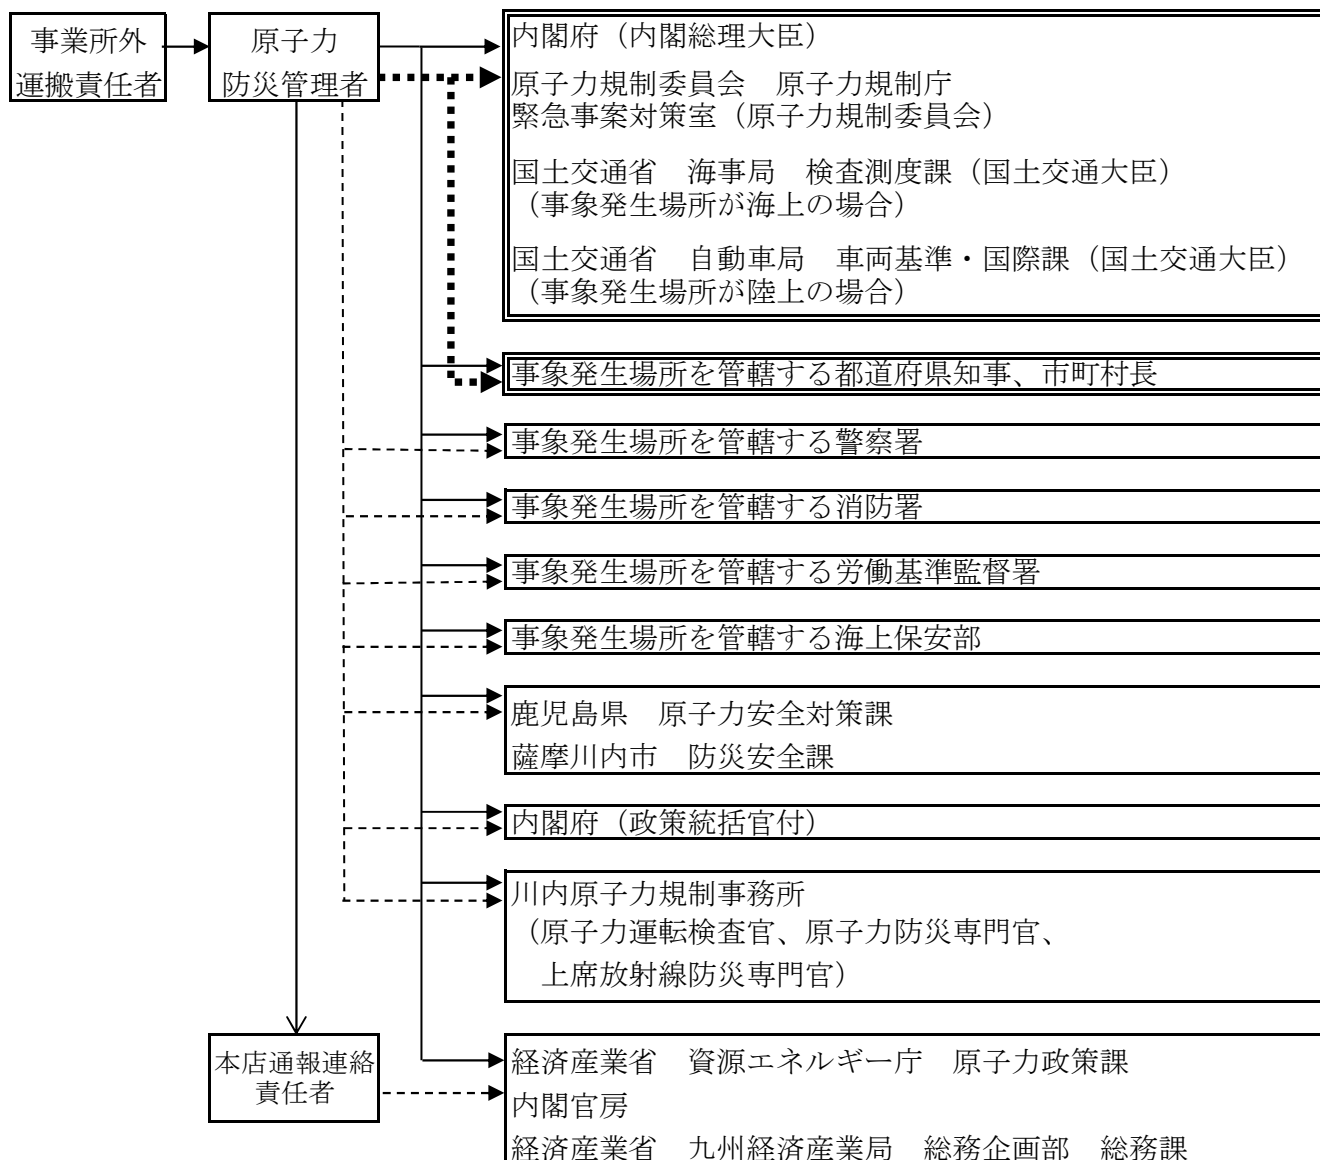 事業所外
運搬責任者
原子力
防災管理者
内閣府（内閣総理大臣）
原子力規制委員会　原子力規制庁
緊急事案対策室（原子力規制委員会）
国土交通省　海事局　検査測度課（国土交通大臣）
（事象発生場所が海上の場合）
国土交通省　自動車局　車両基準・国際課（国土交通大臣）
（事象発生場所が陸上の場合）
事象発生場所を管轄する都道府県知事、市町村長
事象発生場所を管轄する警察署
事象発生場所を管轄する消防署
事象発生場所を管轄する労働基準監督署
事象発生場所を管轄する海上保安部
鹿児島県　原子力安全対策課
薩摩川内市　防災安全課
内閣府（政策統括官付）
川内原子力規制事務所
（原子力運転検査官、原子力防災専門官、
上席放射線防災専門官）
本店通報連絡
責任者
経済産業省　資源エネルギー庁　原子力政策課
内閣官房
経済産業省　九州経済産業局　総務企画部　総務課